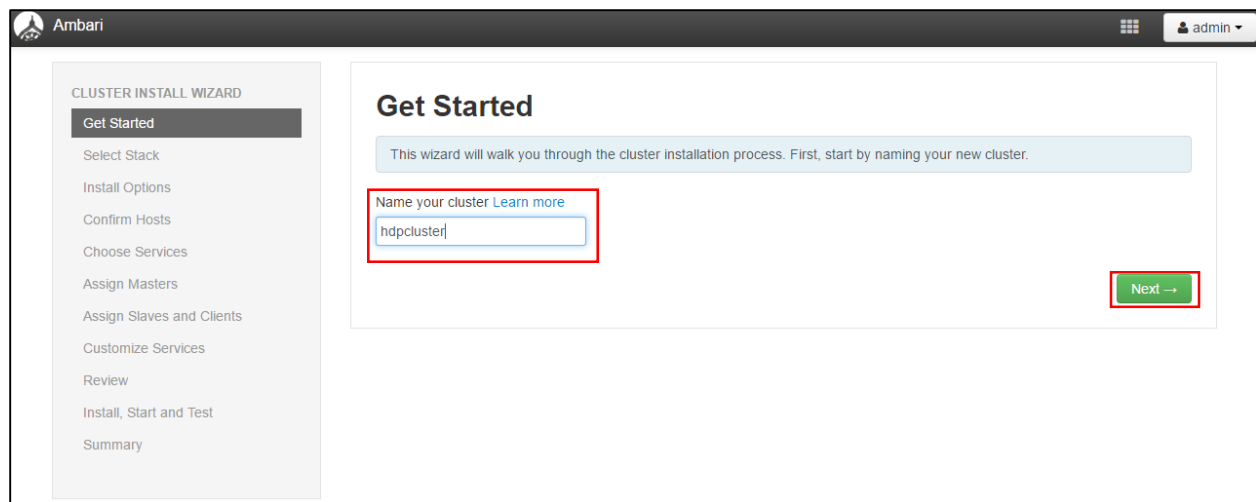 Ambari
admin
CLUSTER INSTALL WIZARD
Get Started
Select Stack
Install Options
Confirm Hosts
Choose Services
Assign Masters
Assign Slaves and Clients
Customize Services
Review
Install, Start and Test
Summary
Get Started
This wizard will walk you through the cluster installation process. First, start by naming your new cluster.
Name your cluster Learn more
hdpcluster
Next →